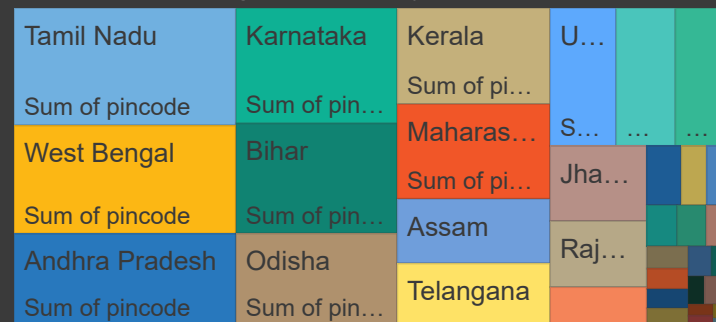 Tamil Nadu
Sum of pincode
West Bengal
Sum of pincode
Andhra Pradesh
Sum of pincode
Karnataka
Sum of pin…
Bihar
Sum of pin…
Odisha
Sum of pin…
Kerala
Sum of pi…
Maharas…
Sum of pi…
Assam
Telangana
U…
S…
…
…
Jha…
Raj…